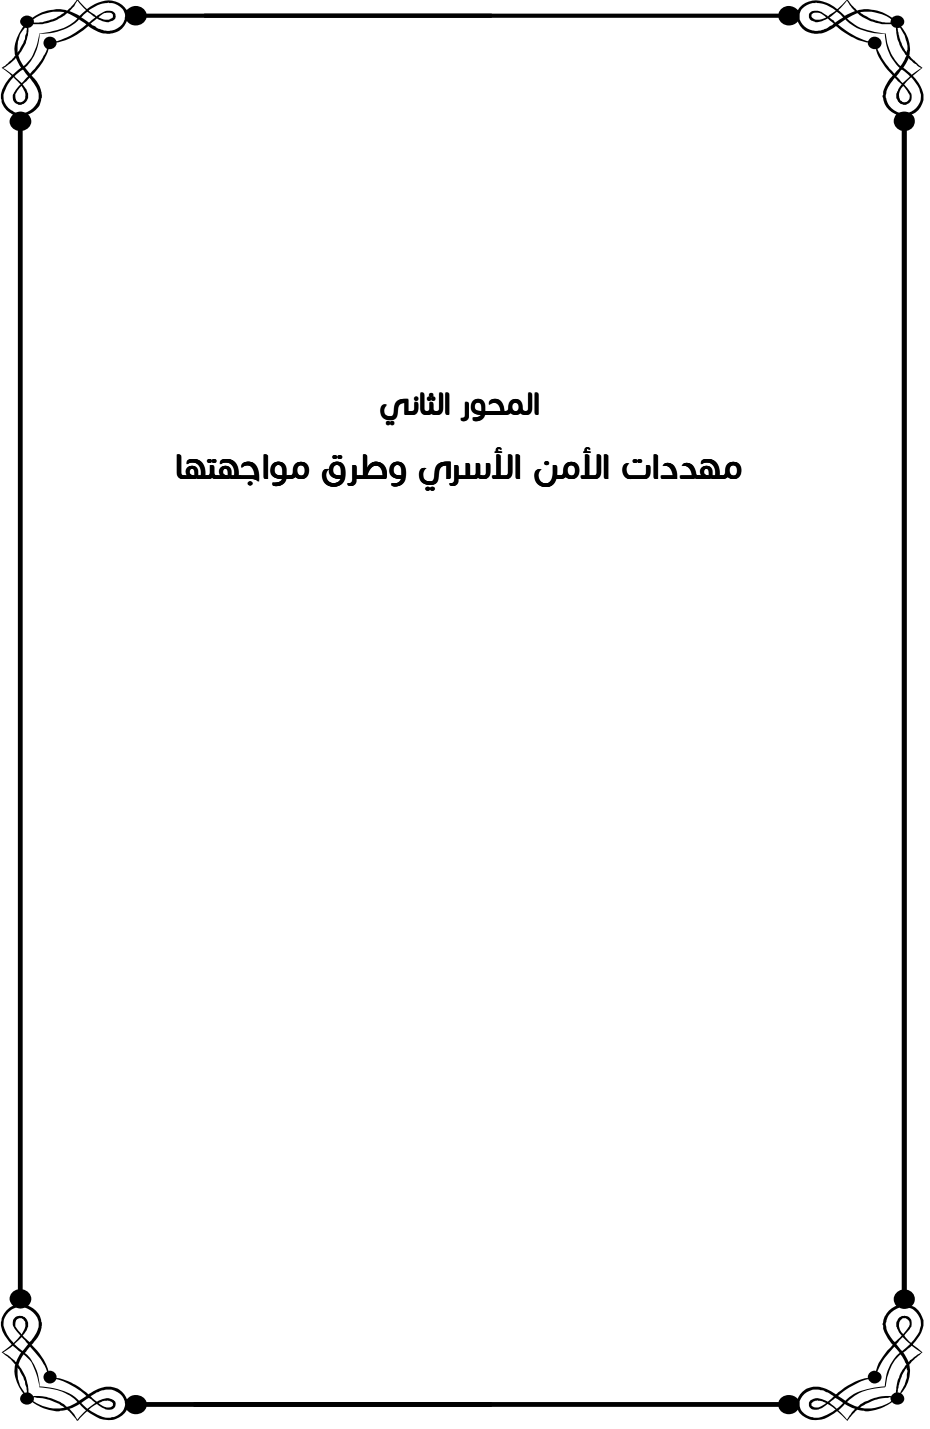 المحور الثاني
مهددات الأمن الأسري وطرق مواجهتها